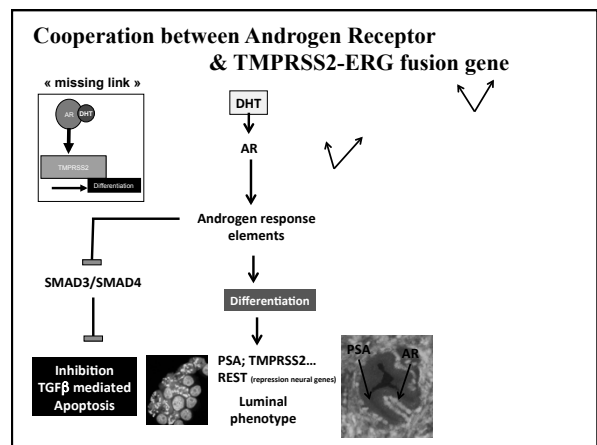 Cooperation between Androgen Receptor
& TMPRSS2-ERG fusion gene
« missing link »
AR
DHT
TMPRSS2
Differentiation
DHT
AR
Androgen response
elements
SMAD3/SMAD4
Differentiation
Inhibition
TGFβ mediated
Apoptosis
PSA; TMPRSS2...
REST (repression neural genes)
Luminal
phenotype
PSA
AR